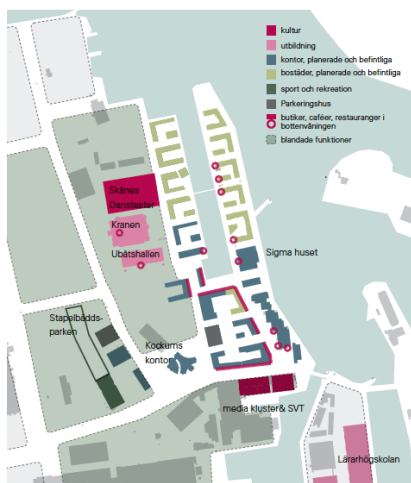 kultur
utbildning
kontor, planerade och befintliga
bostäder, planerade och befintliga
sport och rekreation
Parkeringshus
butiker, caféer, restauranger i
bottenvåningen
blandade funktioner
Skånes
Dansteater
Kranen
Ubåtshallen
Sigma huset
Stapelbädds-
parken
Kockums
kontor
media kluster& SVT
Lärarhögskolan